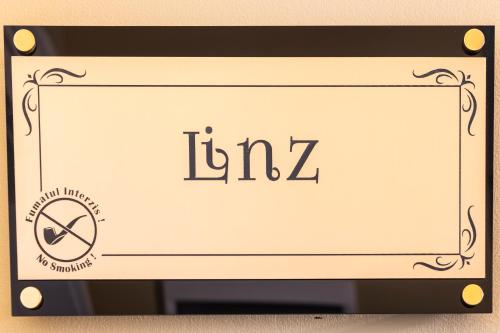 Linz
Fumatul Interzis !
No Smoking !